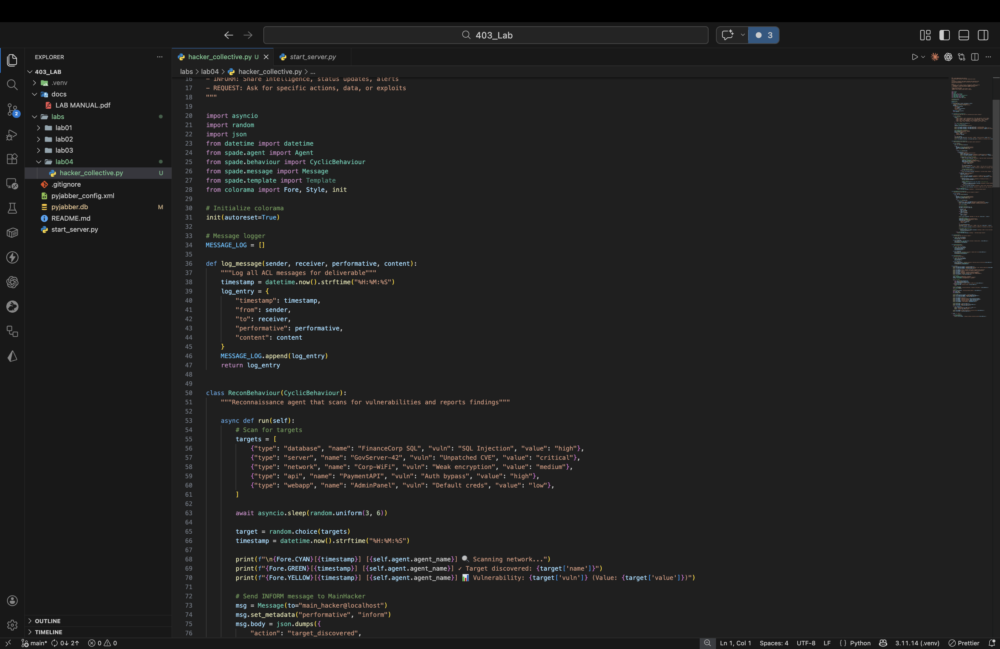 403_Lab
3
EXPLORER
hacker_collective.py U
start_server.py
labs > lab04 > hacker_collective.py > ...
403_LAB
.venv
docs
LAB MANUAL.pdf
labs
lab01
lab02
lab03
lab04
hacker_collective.py U
.gitignore
pyjabber_config.xml
pyjabber.db M
README.md
start_server.py
2
OUTLINE
TIMELINE
16 - INFORM: Share intelligence, status updates, alerts
17 - REQUEST: Ask for specific actions, data, or exploits
18 """
19
20 import asyncio
21 import random
22 import json
23 from datetime import datetime
24 from spade.agent import Agent
25 from spade.behaviour import CyclicBehaviour
26 from spade.message import Message
27 from spade.template import Template
28 from colorama import Fore, Style, init
29
30 # Initialize colorama
31 init(autoreset=True)
32
33 # Message logger
34 MESSAGE_LOG = []
35
36 def log_message(sender, receiver, performative, content):
37 """Log all ACL messages for deliverable"""
38 timestamp = datetime.now().strftime("%H:%M:%S")
39 log_entry = {
40 "timestamp": timestamp,
41 "from": sender,
42 "to": receiver,
43 "performative": performative,
44 "content": content
45 }
46 MESSAGE_LOG.append(log_entry)
47 return log_entry
48
49
50 class ReconBehaviour(CyclicBehaviour):
51 """Reconnaissance agent that scans for vulnerabilities and reports findings"""
52
53 async def run(self):
54 # Scan for targets
55 targets = [
56 {"type": "database", "name": "FinanceCorp SQL", "vuln": "SQL Injection", "value": "high"},
57 {"type": "server", "name": "GovServer-42", "vuln": "Unpatched CVE", "value": "critical"},
58 {"type": "network", "name": "Corp-WiFi", "vuln": "Weak encryption", "value": "medium"},
59 {"type": "api", "name": "PaymentAPI", "vuln": "Auth bypass", "value": "high"},
60 {"type": "webapp", "name": "AdminPanel", "vuln": "Default creds", "value": "low"},
61 ]
62
63 await asyncio.sleep(random.uniform(3, 6))
64
65 target = random.choice(targets)
66 timestamp = datetime.now().strftime("%H:%M:%S")
67
68 print(f"\n{Fore.CYAN}[{timestamp}] [{self.agent.agent_name}] 🔍 Scanning network...")
69 print(f"{Fore.GREEN}[{timestamp}] [{self.agent.agent_name}] ✓ Target discovered: {target['name']}")
70 print(f"{Fore.YELLOW}[{timestamp}] [{self.agent.agent_name}] 📊 Vulnerability: {target['vuln']} (Value: {target['value']})")
71
72 # Send INFORM message to MainHacker
73 msg = Message(to="main_hacker@localhost")
74 msg.set_metadata("performative", "inform")
75 msg.body = json.dumps({
76 "action": "target_discovered",
main* 0↓ 2↑ 0 0
Ln 1, Col 1 Spaces: 4 UTF-8 LF { } Python 3.11.14 (.venv) Prettier